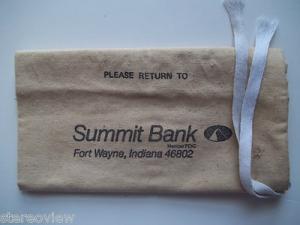 PLEASE RETURN TO
Summit Bank
Member FDIC
Fort Wayne, Indiana 46802
stereoview